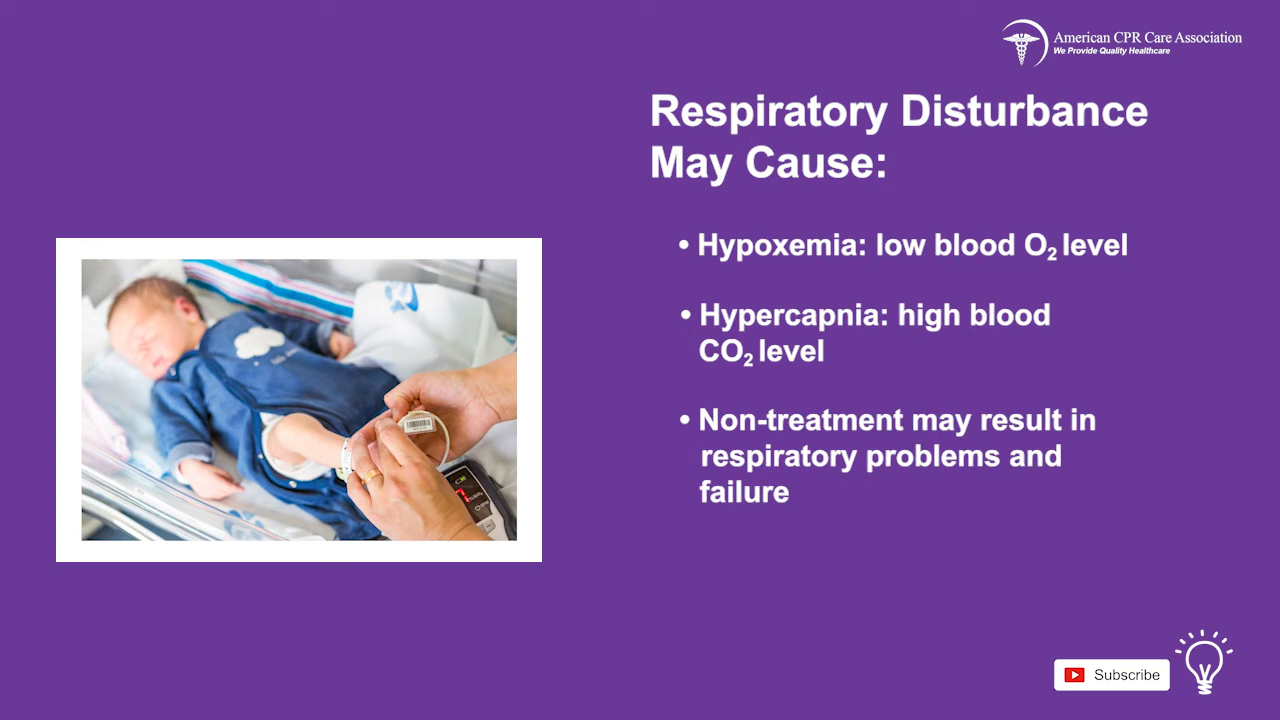 American CPR Care Association
We Provide Quality Healthcare
Respiratory Disturbance
May Cause:
• Hypoxemia: low blood O₂ level
• Hypercapnia: high blood
CO₂ level
• Non-treatment may result in
respiratory problems and
failure
Subscribe